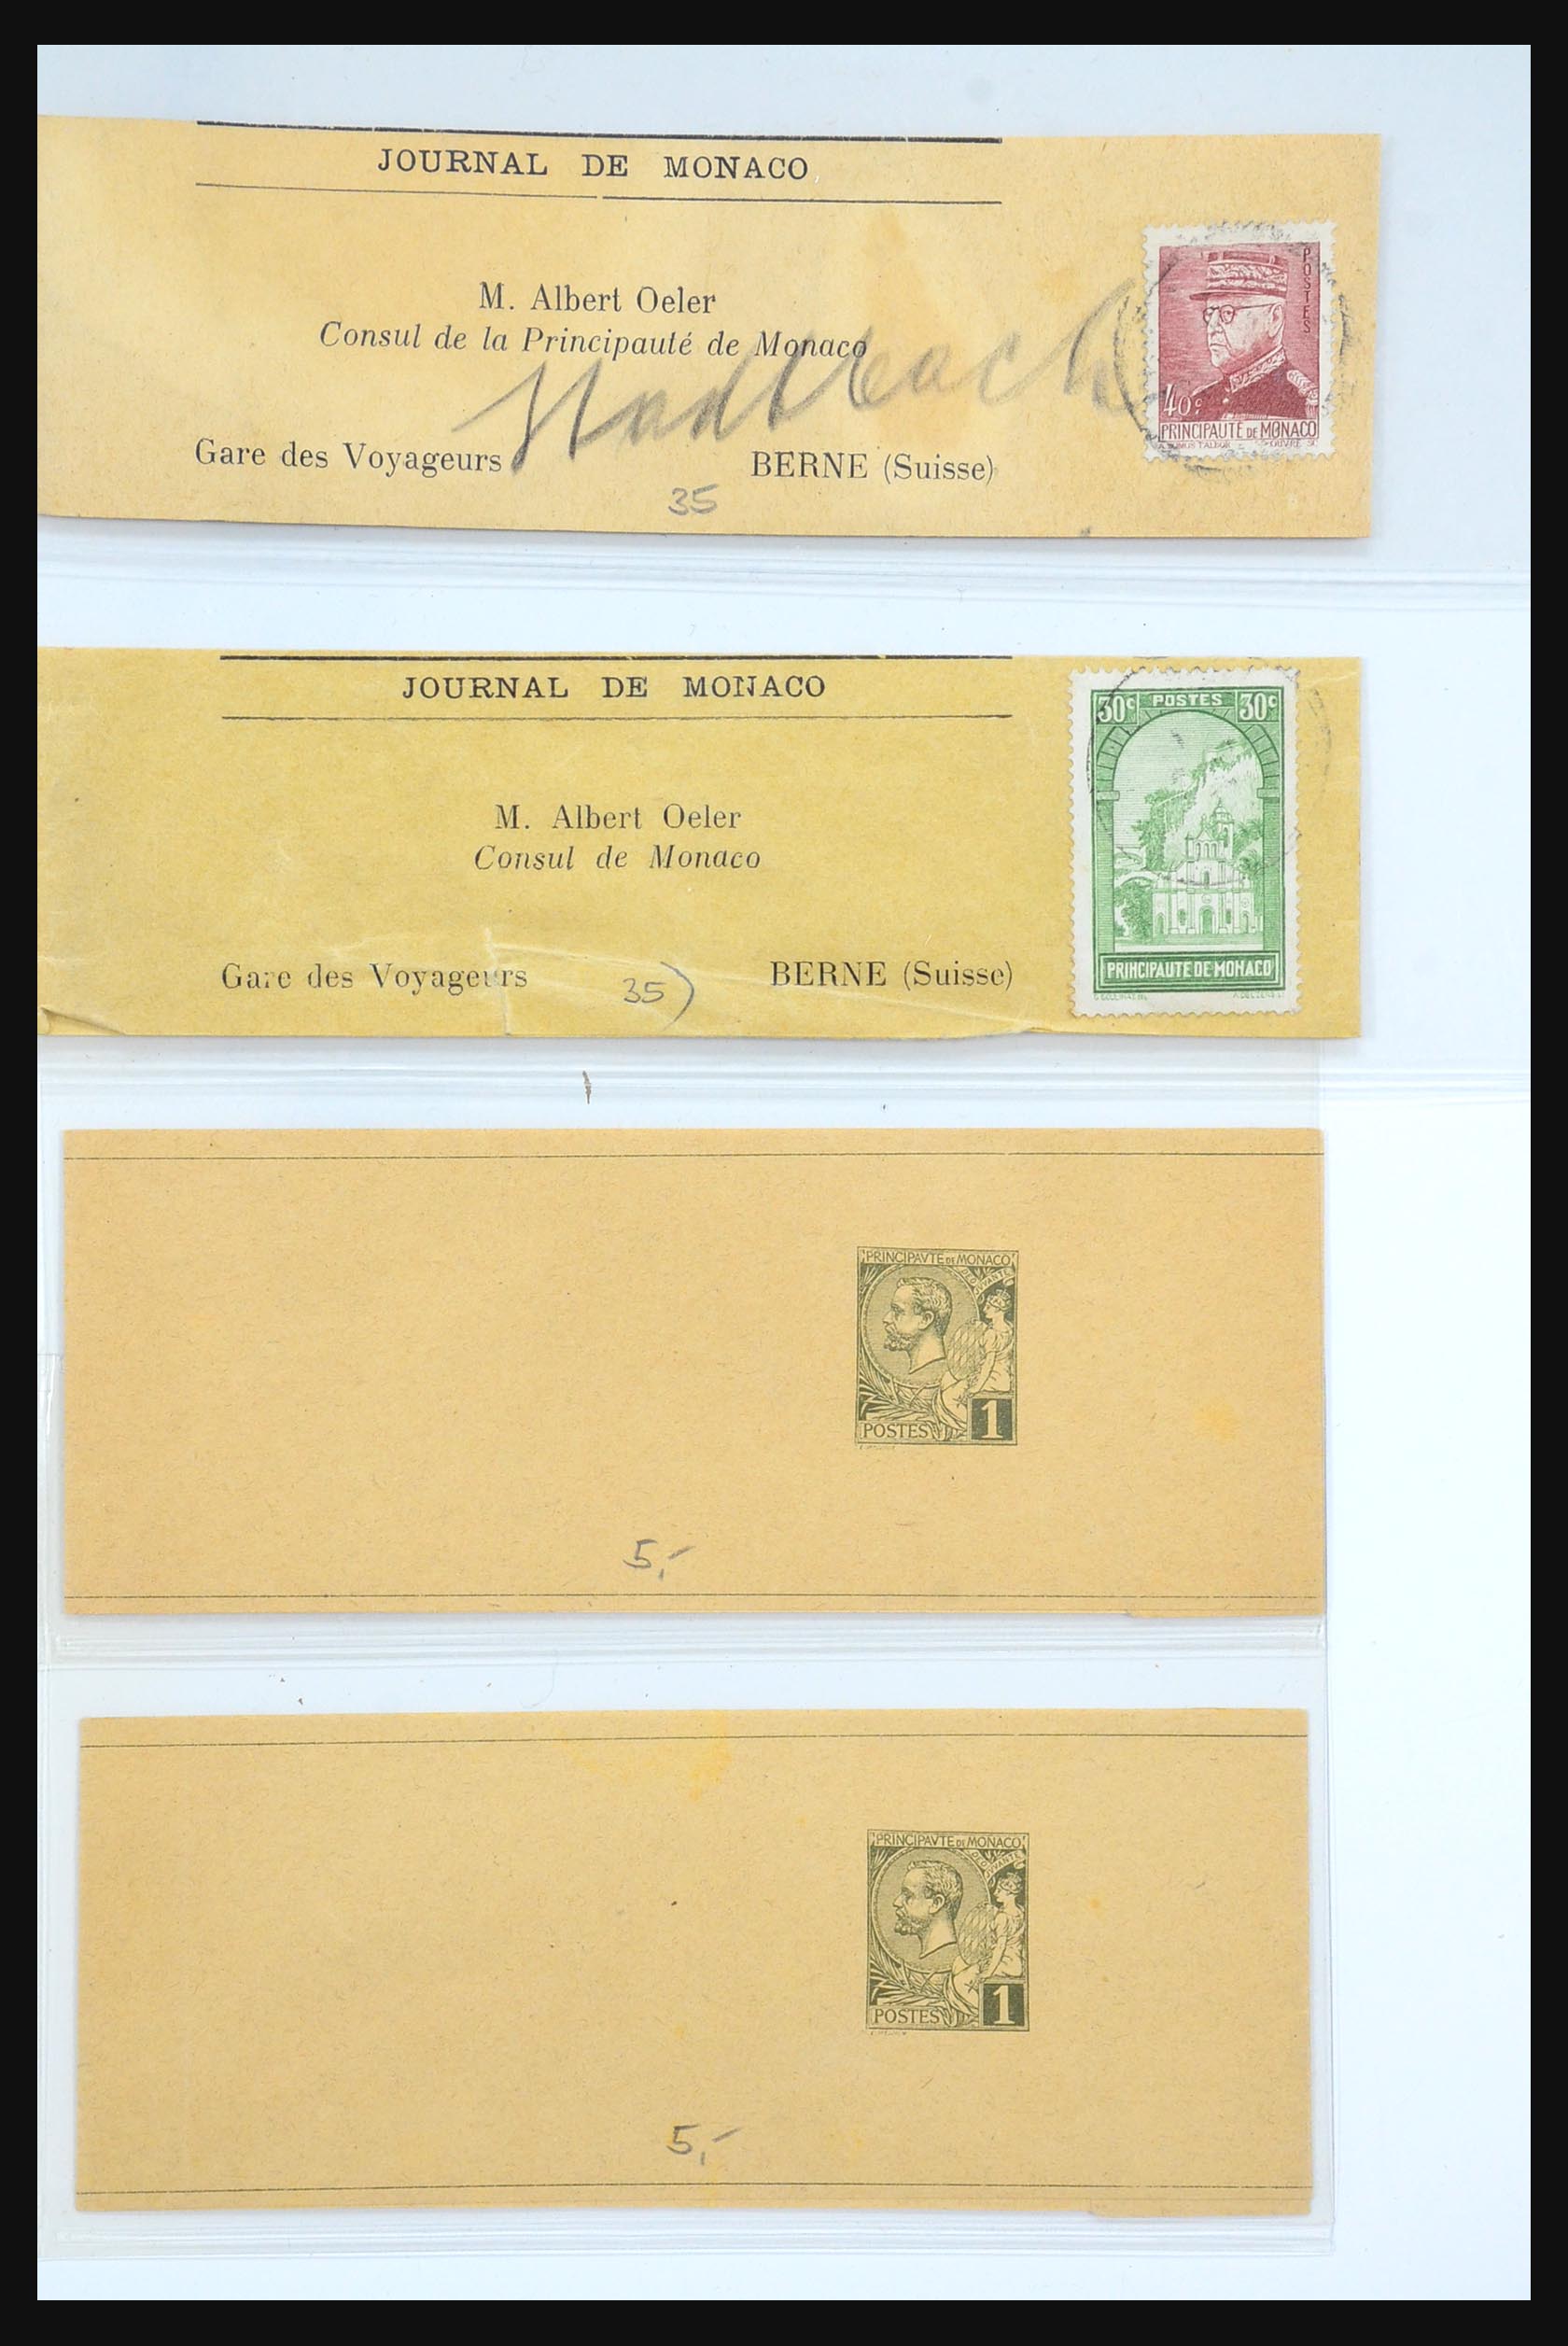 JOURNAL DE MONACO
M. Albert Oeler
Consul de la Principauté de Monaco
Gare des Voyageurs BERNE (Suisse)
35
POSTES
40c
PRINCIPAUTE DE MONACO
JOURNAL DE MONACO
M. Albert Oeler
Consul de Monaco
Gare des Voyageurs BERNE (Suisse)
35)
30c POSTES 30c
PRINCIPAUTE DE MONACO
PRINCIPAVTE DE MONACO
POSTES 1
5,-
PRINCIPAVTE DE MONACO
POSTES 1
5,-